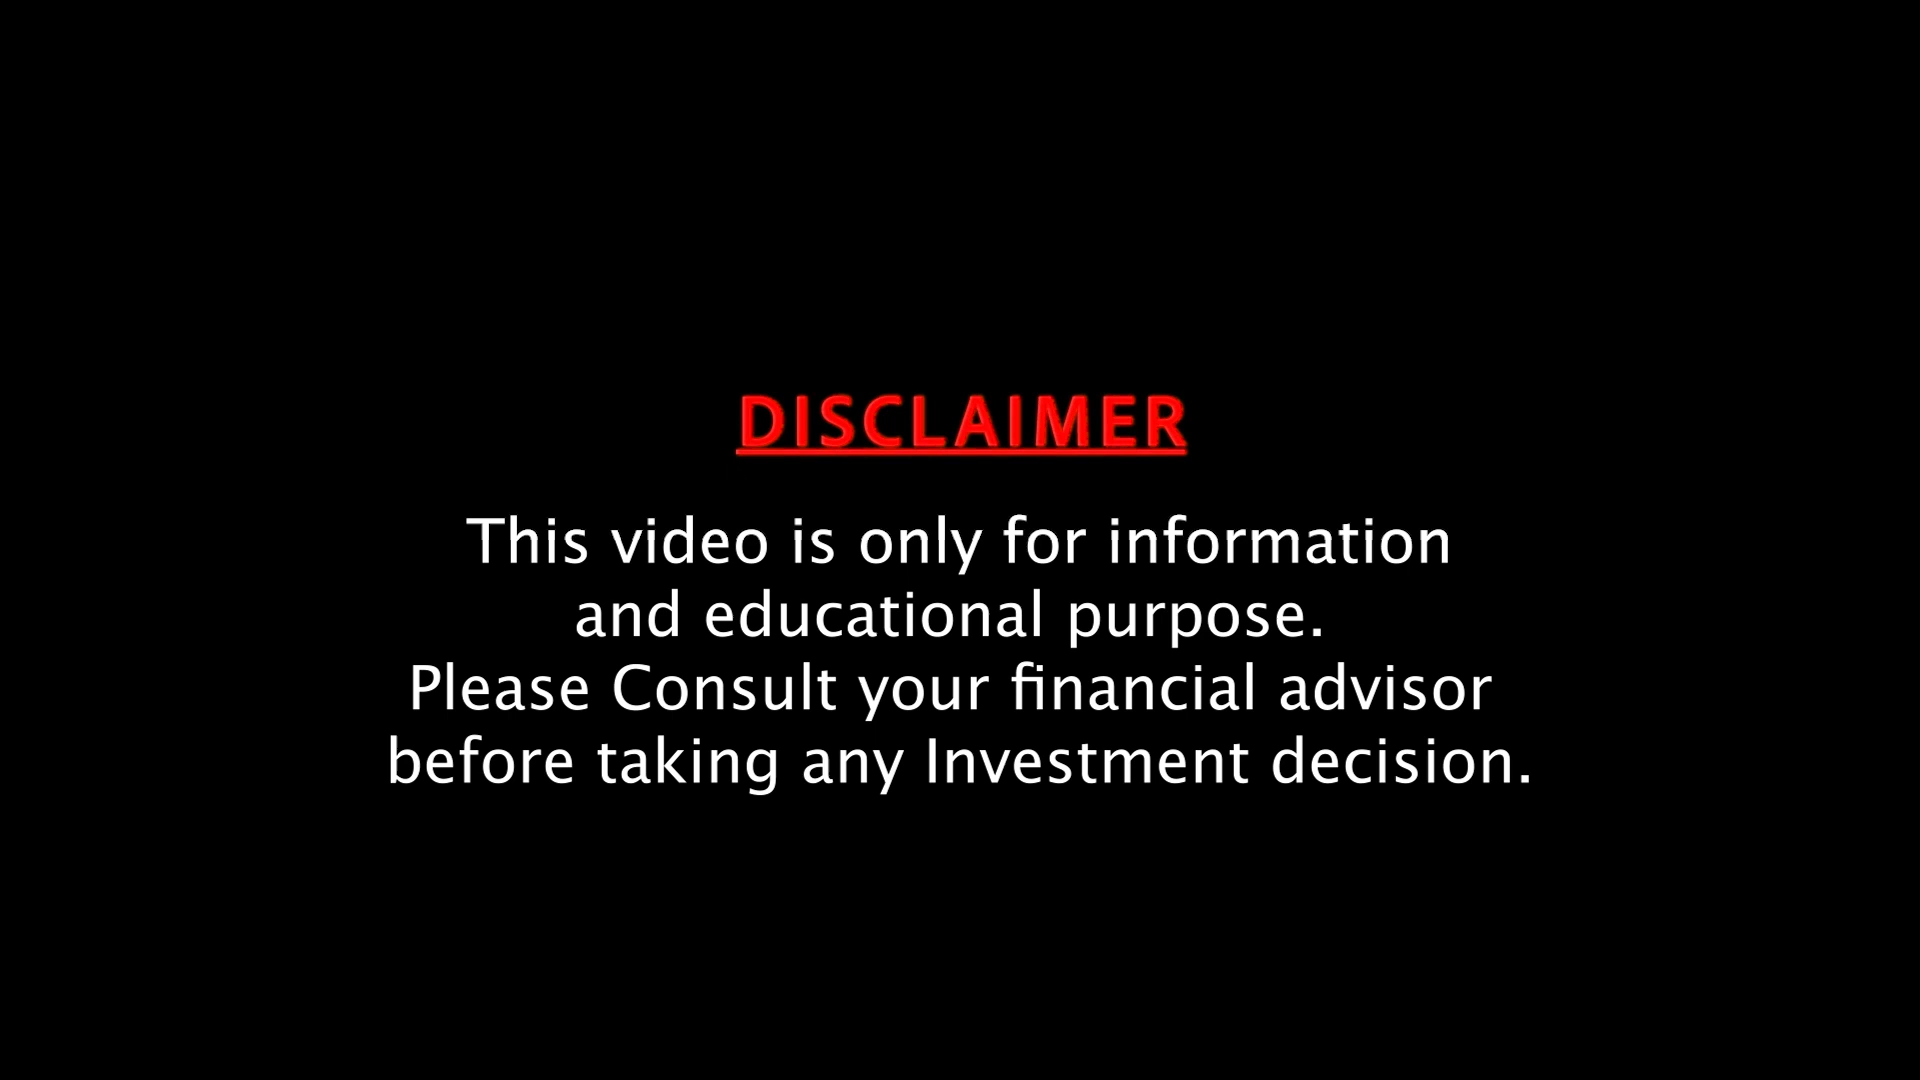 DISCLAIMER
This video is only for information
and educational purpose.
Please Consult your financial advisor
before taking any Investment decision.